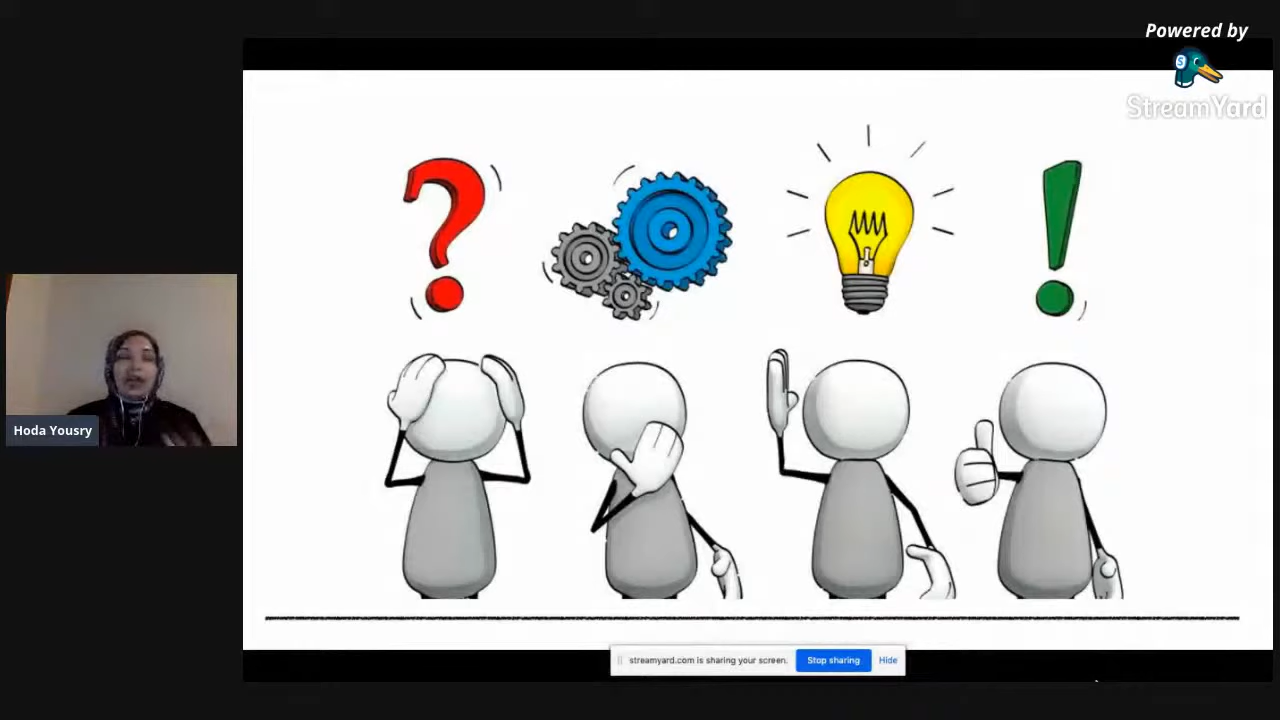 Powered by
StreamYard
Hoda Yousry
streamyard.com is sharing your screen.
Stop sharing
Hide